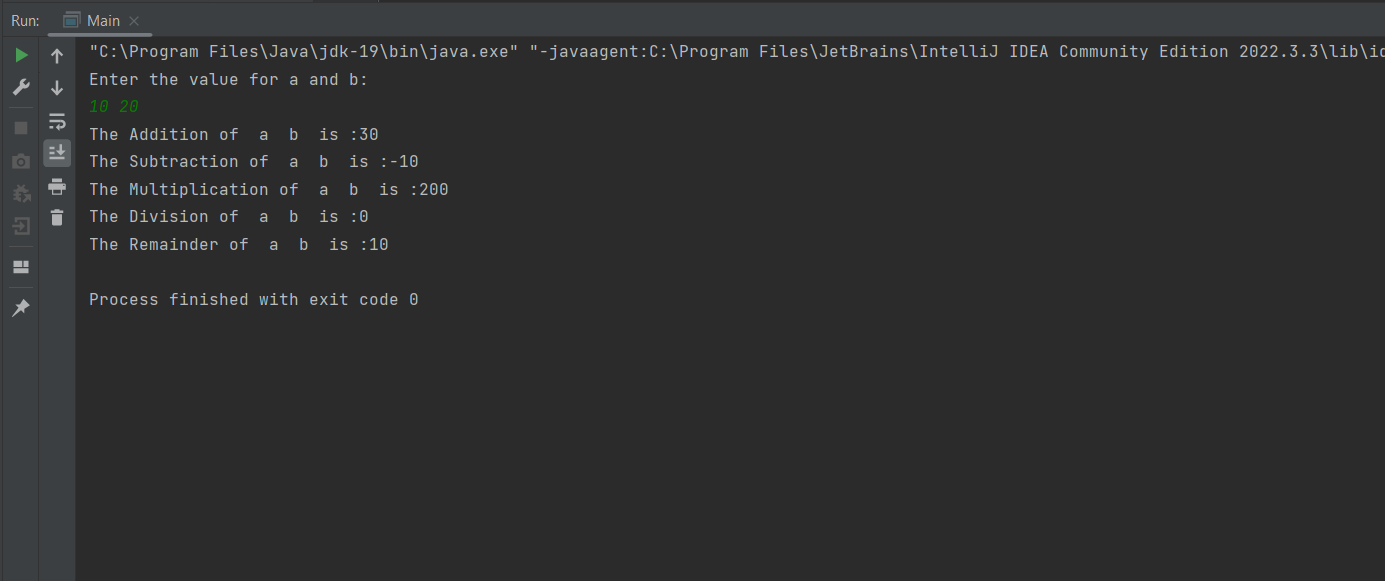 Run: Main
"C:\Program Files\Java\jdk-19\bin\java.exe" "-javaagent:C:\Program Files\JetBrains\IntelliJ IDEA Community Edition 2022.3.3\lib\id
Enter the value for a and b:
10 20
The Addition of  a  b  is :30
The Subtraction of  a  b  is :-10
The Multiplication of  a  b  is :200
The Division of  a  b  is :0
The Remainder of  a  b  is :10
Process finished with exit code 0